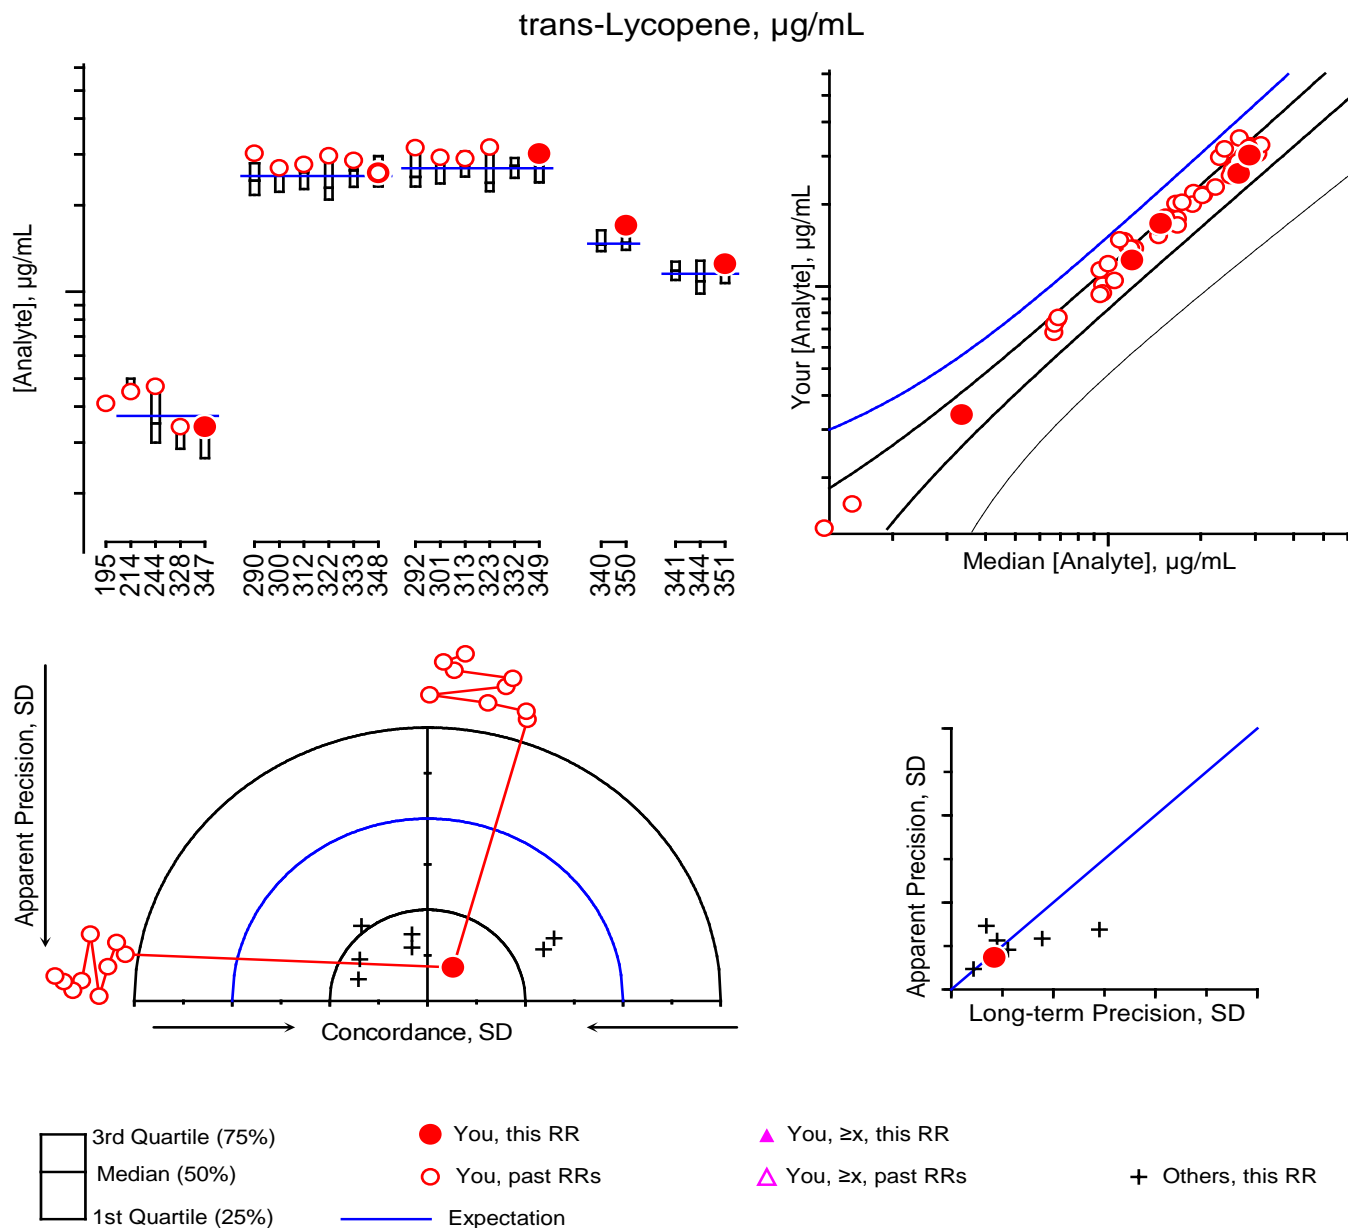 trans-Lycopene, µg/mL
[Analyte], µg/mL
195 214 244 328 347 290 300 312 322 333 348 292 301 313 323 332 349 340 350 341 344 351
Your [Analyte], µg/mL
Median [Analyte], µg/mL
Apparent Precision, SD
Concordance, SD
Apparent Precision, SD
Long-term Precision, SD
3rd Quartile (75%)
Median (50%)
1st Quartile (25%)
You, this RR
You, past RRs
Expectation
You, ≥x, this RR
You, ≥x, past RRs
Others, this RR